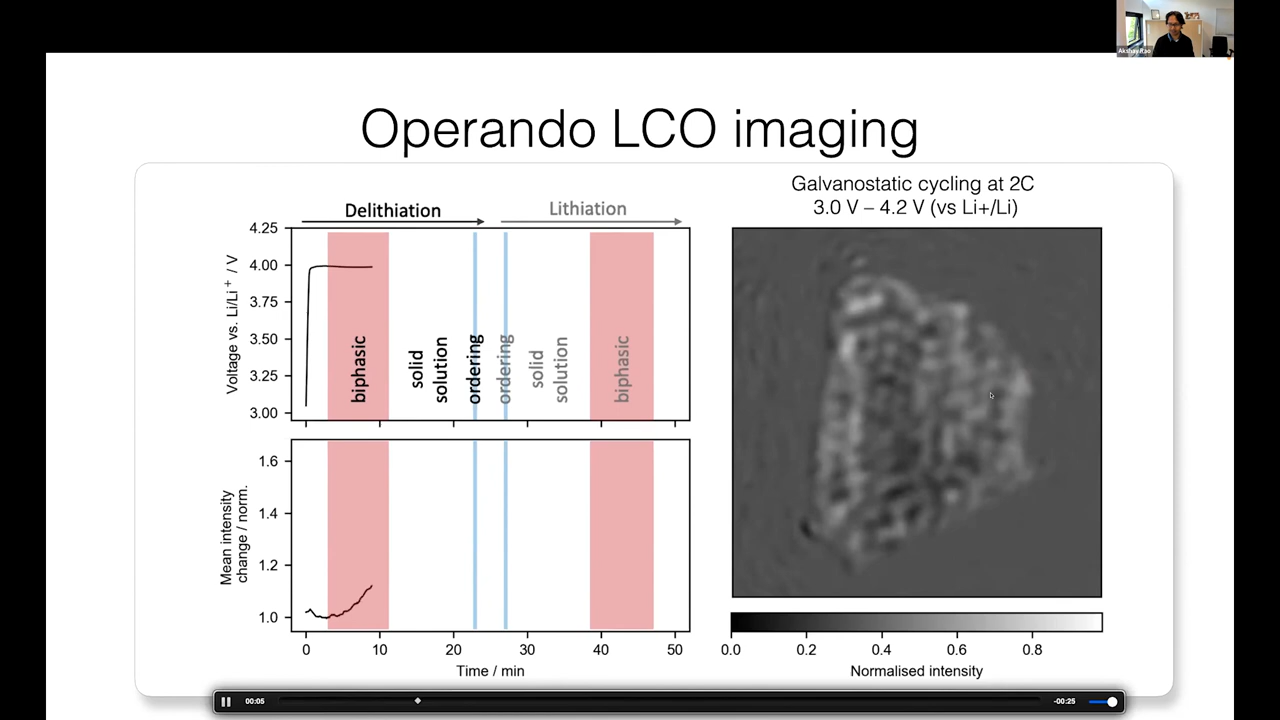 Akshay Rao
Operando LCO imaging
Delithiation
Lithiation
4.25
4.00
3.75
3.50
3.25
3.00
Voltage vs. Li/Li⁺ / V
biphasic
solid
solution
ordering
ordering
solid
solution
biphasic
1.6
1.4
1.2
1.0
Mean intensity
change / norm.
0 10 20 30 40 50
Time / min
Galvanostatic cycling at 2C
3.0 V – 4.2 V (vs Li+/Li)
0.0 0.2 0.4 0.6 0.8
Normalised intensity
00:05
-00:25